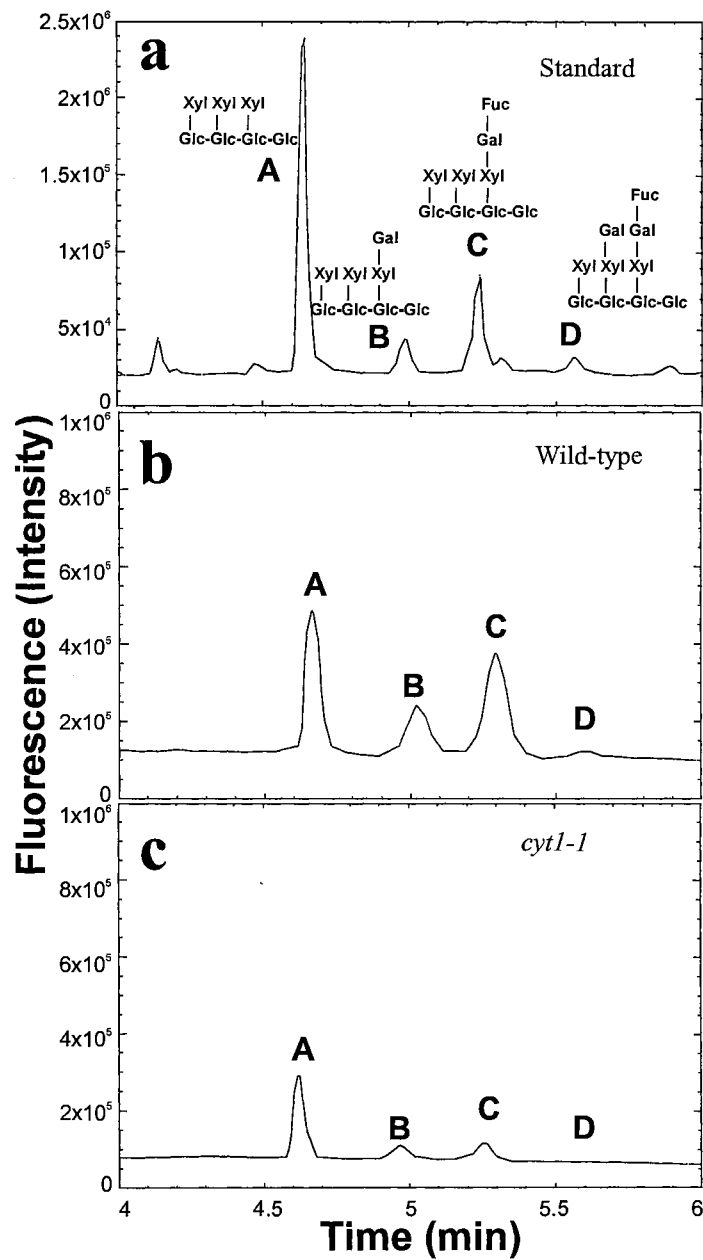 2.5x10⁶
a
Standard
2x10⁶
Xyl Xyl Xyl
Glc-Glc-Glc-Glc
A
Fuc
Gal
1.5x10⁵
Xyl Xyl Xyl
Glc-Glc-Glc-Glc
C
Fuc
Gal Gal
Xyl Xyl Xyl
Glc-Glc-Glc-Glc
D
1x10⁵
Gal
Xyl Xyl Xyl
Glc-Glc-Glc-Glc
B
5x10⁴
0
Fluorescence (Intensity)
1x10⁶
b
Wild-type
8x10⁵
6x10⁵
A
C
4x10⁵
B
D
2x10⁵
0
1x10⁶
c
cyt1-1
8x10⁵
6x10⁵
4x10⁵
A
B
C
D
2x10⁵
0
4 4.5 5 5.5 6
Time (min)